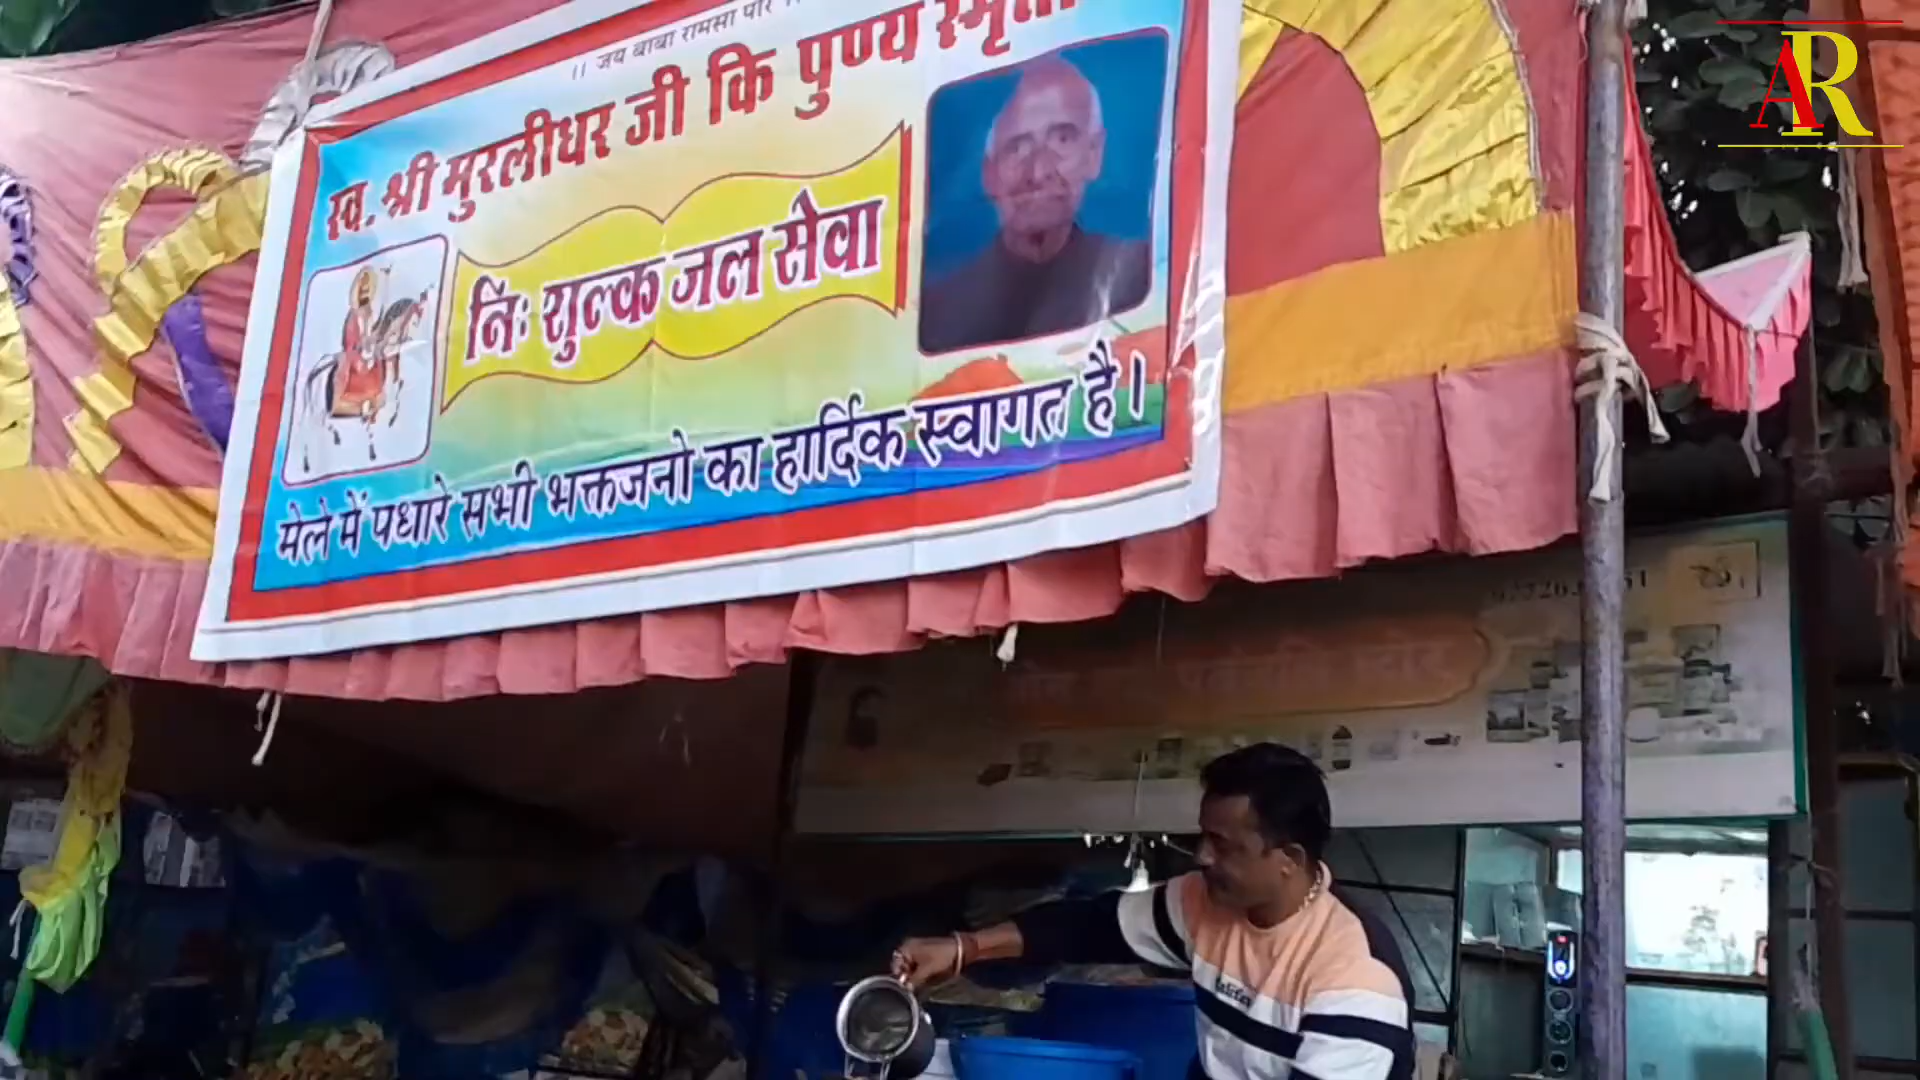 ।। जय बाबा रामसा पीर
स्व. श्री मुरलीधर जी कि पुण्य स्मृती
निः शुल्क जल सेवा
मेले में पधारे सभी भक्तजनो का हार्दिक स्वागत है।
AR